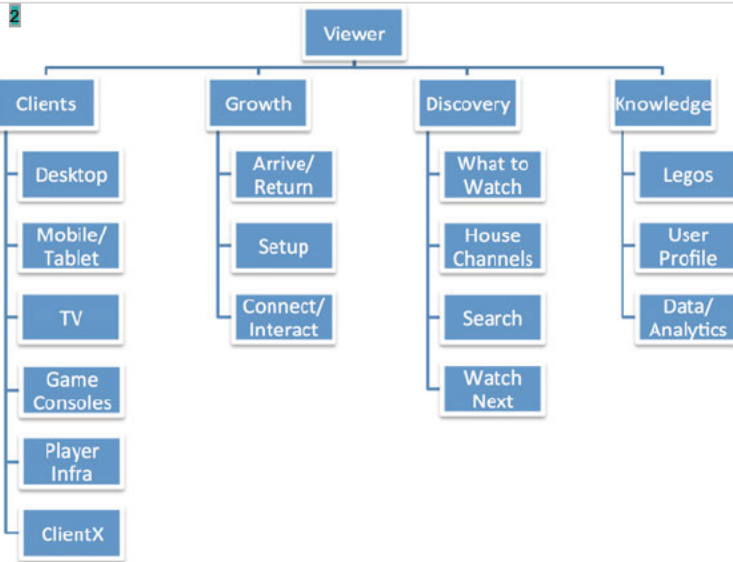 2
Viewer
Clients
Growth
Discovery
Knowledge
Desktop
Mobile/
Tablet
TV
Game
Consoles
Player
Infra
ClientX
Arrive/
Return
Setup
Connect/
Interact
What to
Watch
House
Channels
Search
Watch
Next
Legos
User
Profile
Data/
Analytics